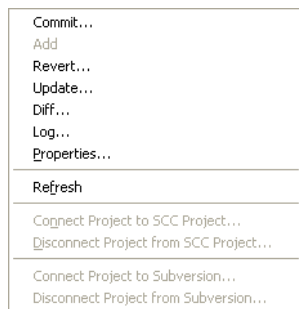 Commit...
Add
Revert...
Update...
Diff...
Log...
Properties...
Refresh
Connect Project to SCC Project...
Disconnect Project from SCC Project...
Connect Project to Subversion...
Disconnect Project from Subversion...